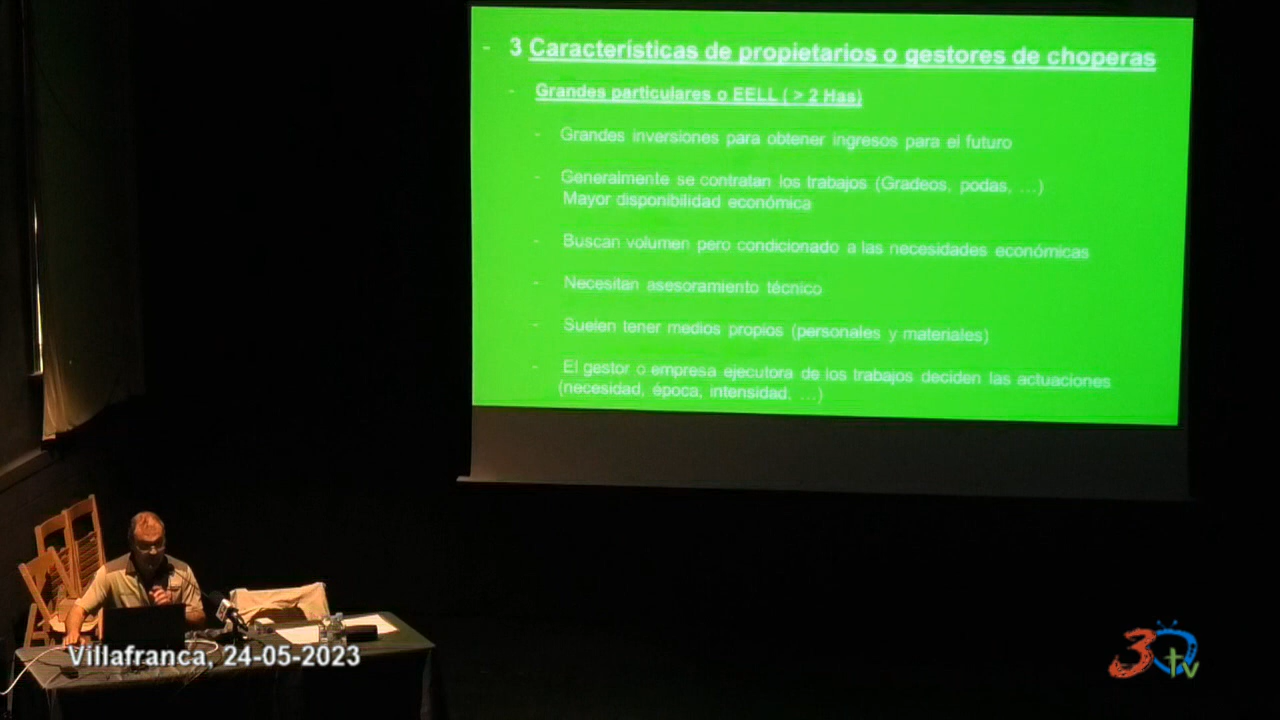 - 3 Características de propietarios o gestores de choperas
- Grandes particulares o EELL ( > 2 Has)
- Grandes inversiones para obtener ingresos para el futuro
- Generalmente se contratan los trabajos (Gradeos, podas, …)
Mayor disponibilidad económica
- Buscan volumen pero condicionado a las necesidades económicas
- Necesitan asesoramiento técnico
- Suelen tener medios propios (personales y materiales)
- El gestor o empresa ejecutora de los trabajos deciden las actuaciones
(necesidad, época, intensidad, …)
Villafranca, 24-05-2023
30tv